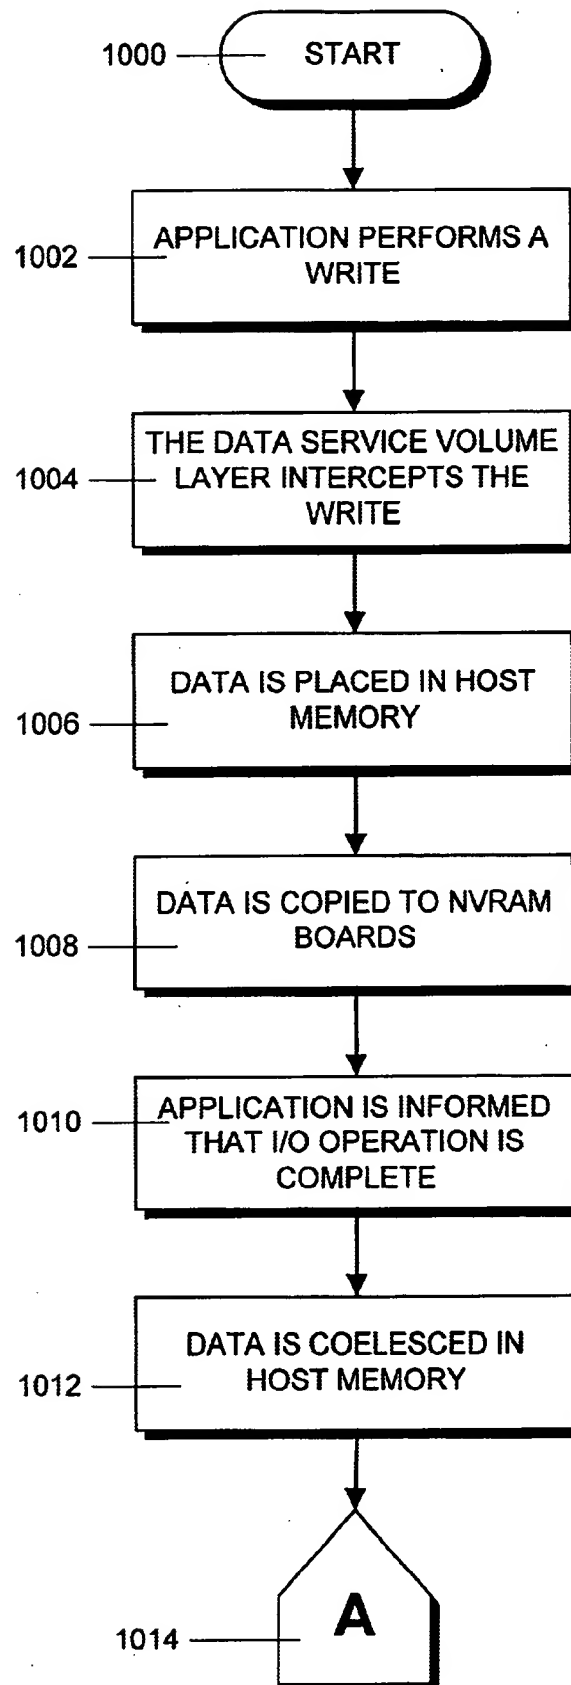 1000
START
1002
APPLICATION PERFORMS A
WRITE
1004
THE DATA SERVICE VOLUME
LAYER INTERCEPTS THE
WRITE
1006
DATA IS PLACED IN HOST
MEMORY
1008
DATA IS COPIED TO NVRAM
BOARDS
1010
APPLICATION IS INFORMED
THAT I/O OPERATION IS
COMPLETE
1012
DATA IS COELESCED IN
HOST MEMORY
1014
A